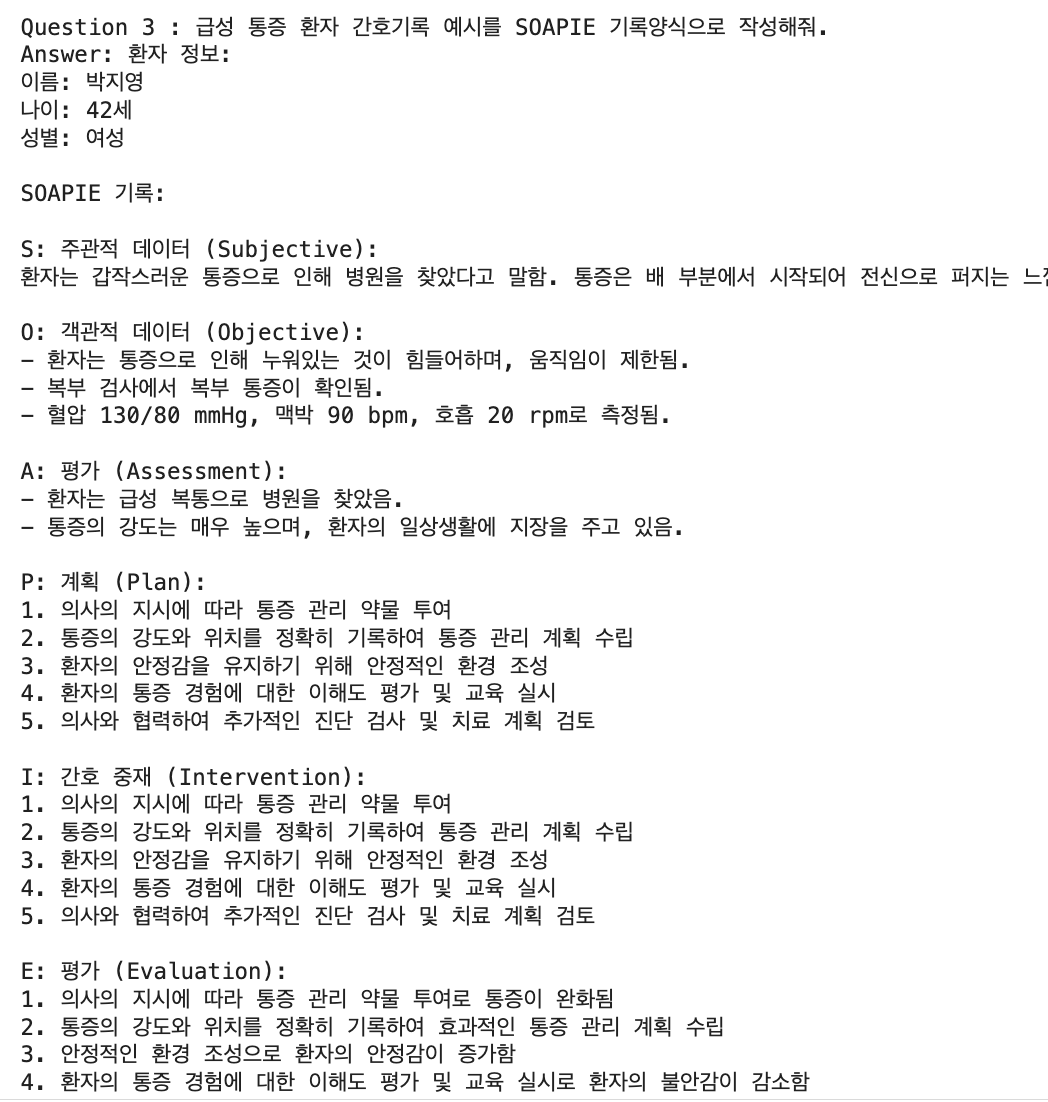 Question 3 : 급성 통증 환자 간호기록 예시를 SOAPIE 기록양식으로 작성해줘.
Answer: 환자 정보:
이름: 박지영
나이: 42세
성별: 여성
SOAPIE 기록:
S: 주관적 데이터 (Subjective):
환자는 갑작스러운 통증으로 인해 병원을 찾았다고 말함. 통증은 배 부분에서 시작되어 전신으로 퍼지는
O: 객관적 데이터 (Objective):
– 환자는 통증으로 인해 누워있는 것이 힘들어하며, 움직임이 제한됨.
– 복부 검사에서 복부 통증이 확인됨.
– 혈압 130/80 mmHg, 맥박 90 bpm, 호흡 20 rpm로 측정됨.
A: 평가 (Assessment):
– 환자는 급성 복통으로 병원을 찾았음.
– 통증의 강도는 매우 높으며, 환자의 일상생활에 지장을 주고 있음.
P: 계획 (Plan):
1. 의사의 지시에 따라 통증 관리 약물 투여
2. 통증의 강도와 위치를 정확히 기록하여 통증 관리 계획 수립
3. 환자의 안정감을 유지하기 위해 안정적인 환경 조성
4. 환자의 통증 경험에 대한 이해도 평가 및 교육 실시
5. 의사와 협력하여 추가적인 진단 검사 및 치료 계획 검토
I: 간호 중재 (Intervention):
1. 의사의 지시에 따라 통증 관리 약물 투여
2. 통증의 강도와 위치를 정확히 기록하여 통증 관리 계획 수립
3. 환자의 안정감을 유지하기 위해 안정적인 환경 조성
4. 환자의 통증 경험에 대한 이해도 평가 및 교육 실시
5. 의사와 협력하여 추가적인 진단 검사 및 치료 계획 검토
E: 평가 (Evaluation):
1. 의사의 지시에 따라 통증 관리 약물 투여로 통증이 완화됨
2. 통증의 강도와 위치를 정확히 기록하여 효과적인 통증 관리 계획 수립
3. 안정적인 환경 조성으로 환자의 안정감이 증가함
4. 환자의 통증 경험에 대한 이해도 평가 및 교육 실시로 환자의 불안감이 감소함